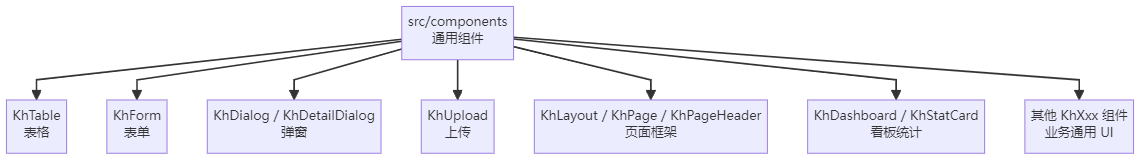 src/components
通用组件
KhTable
表格
KhForm
表单
KhDialog / KhDetailDialog
弹窗
KhUpload
上传
KhLayout / KhPage / KhPageHeader
页面框架
KhDashboard / KhStatCard
看板统计
其他 KhXxx 组件
业务通用 UI